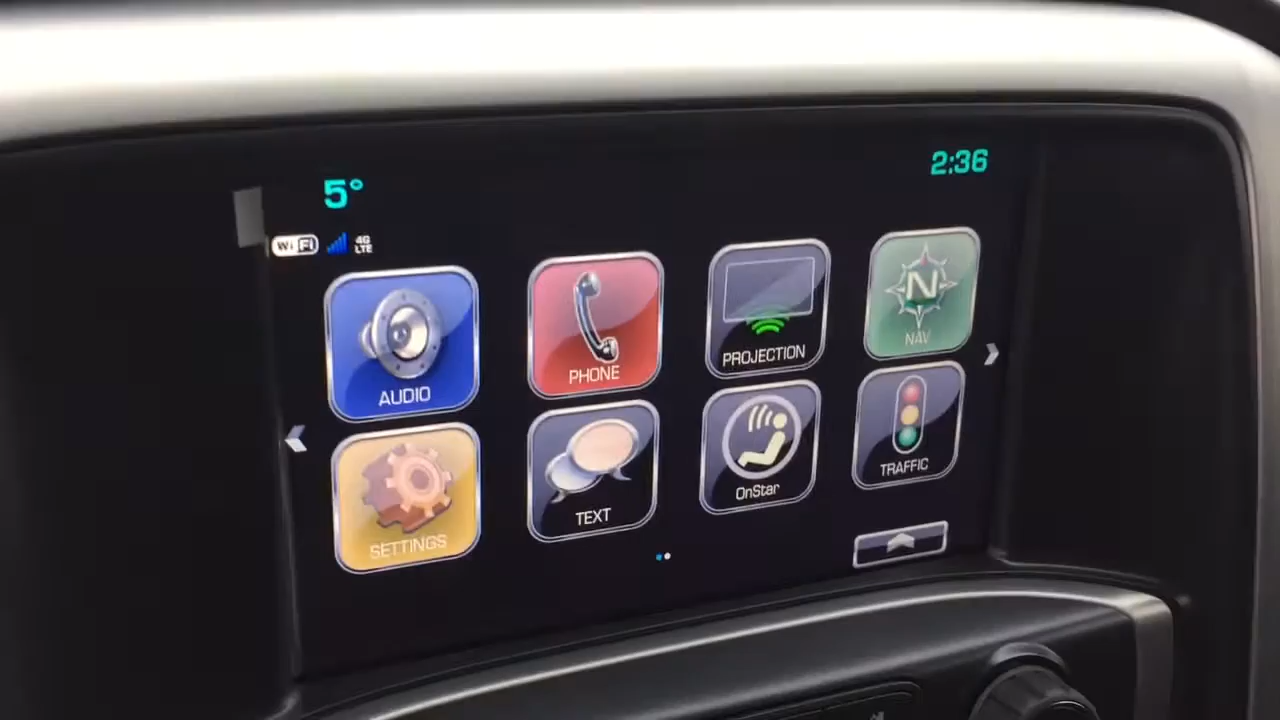 5°
2:36
WiFi
4G
LTE
AUDIO
PHONE
PROJECTION
N
NAV
SETTINGS
TEXT
OnStar
TRAFFIC